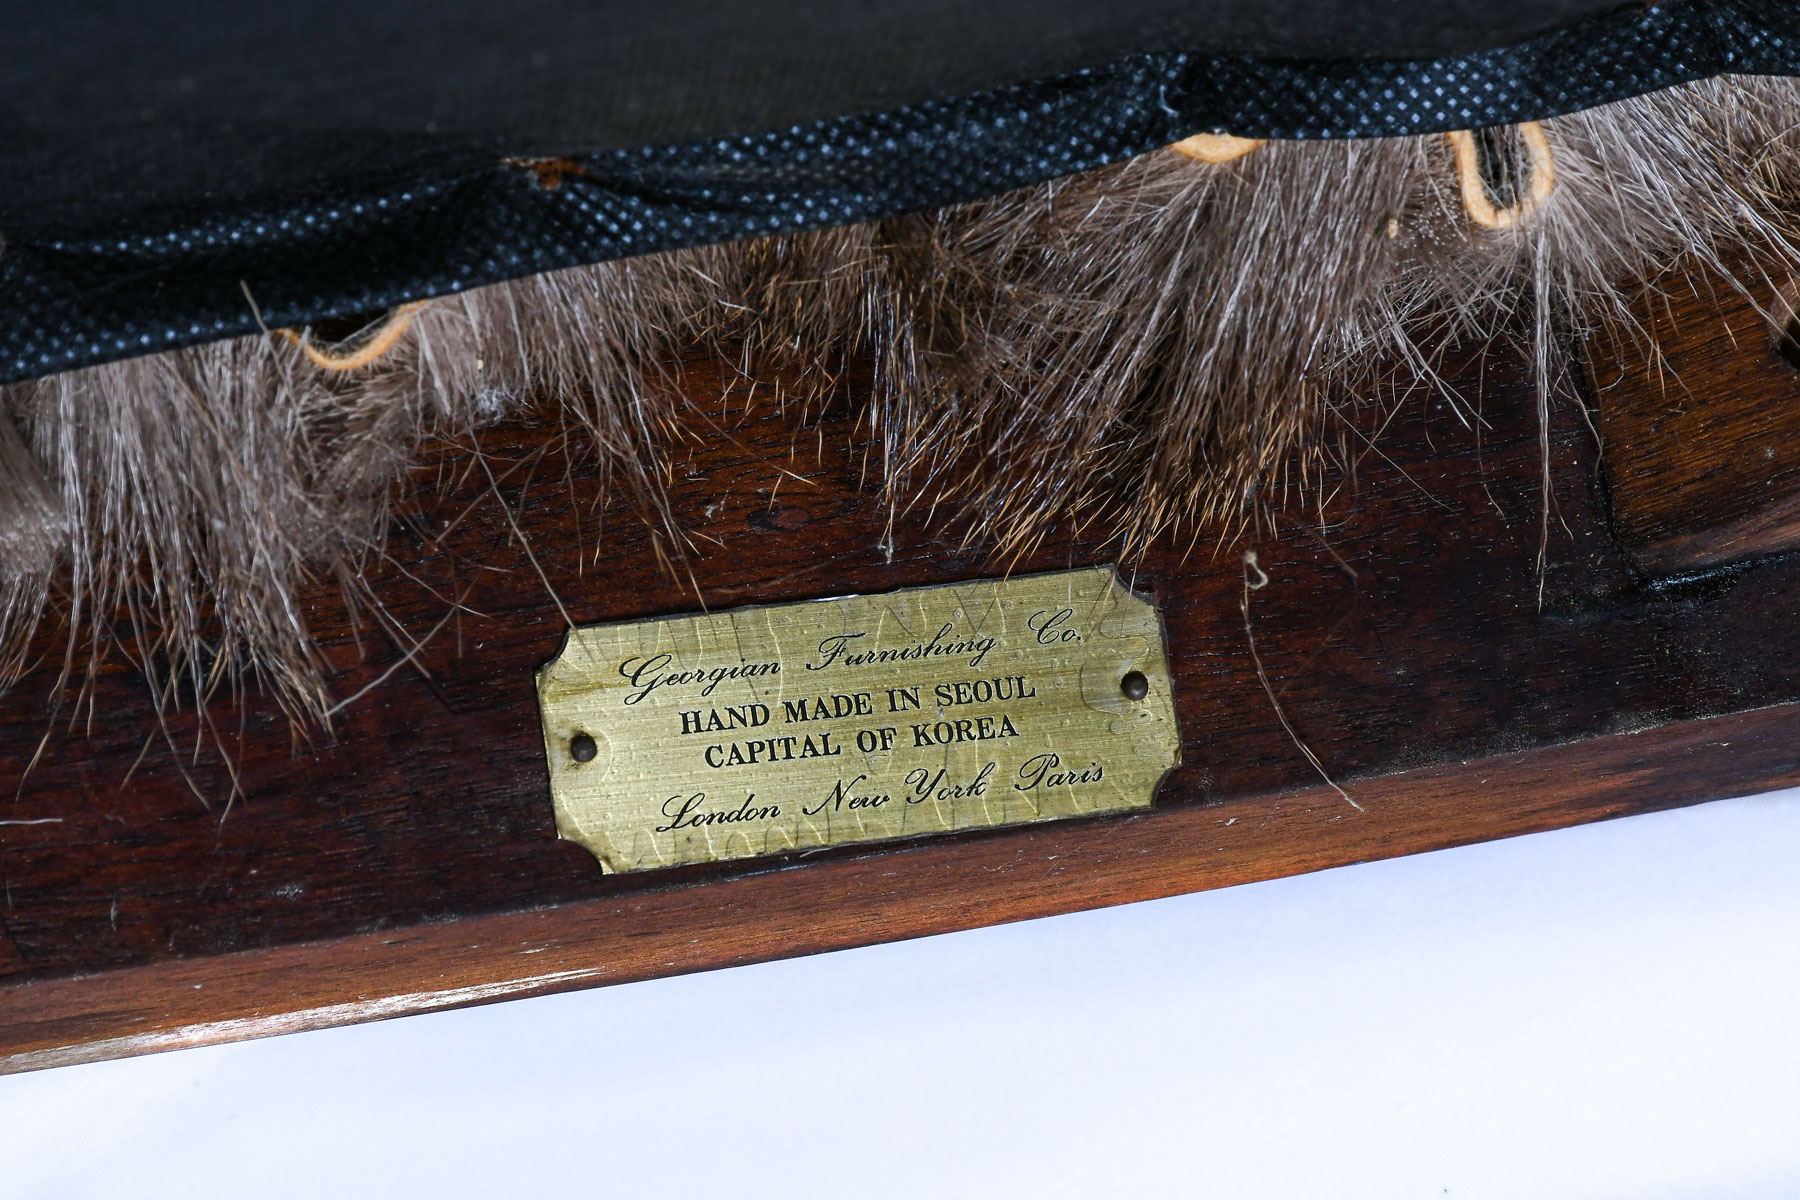 Georgian Furnishing Co.
HAND MADE IN SEOUL
CAPITAL OF KOREA
London New York Paris